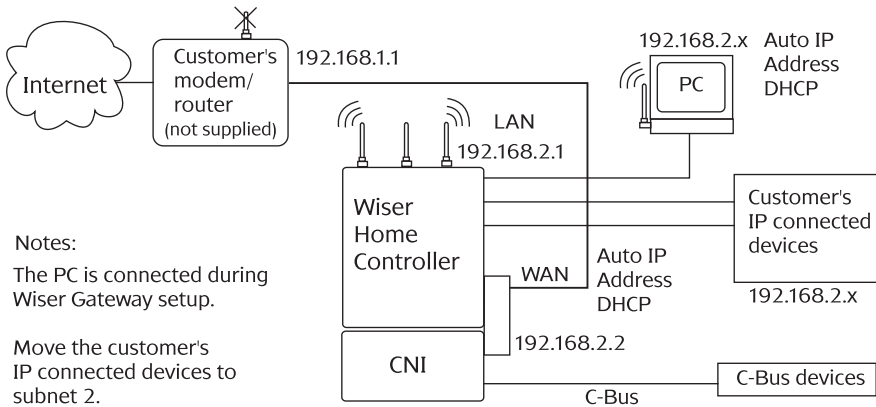 Internet
Customer's
modem/
router
(not supplied)
192.168.1.1
192.168.2.x
Auto IP
Address
DHCP
PC
LAN
192.168.2.1
Wiser
Home
Controller
Customer's
IP connected
devices
192.168.2.x
WAN
Auto IP
Address
DHCP
192.168.2.2
CNI
C-Bus
C-Bus devices
Notes:
The PC is connected during
Wiser Gateway setup.
Move the customer's
IP connected devices to
subnet 2.